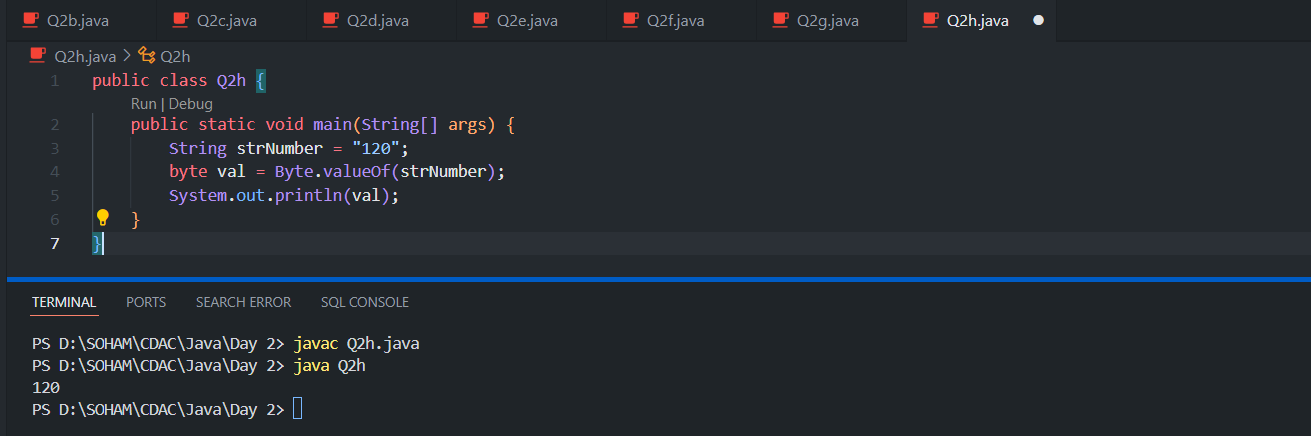 Q2b.java Q2c.java Q2d.java Q2e.java Q2f.java Q2g.java Q2h.java
Q2h.java > Q2h
1 public class Q2h {
Run | Debug
2 public static void main(String[] args) {
3 String strNumber = "120";
4 byte val = Byte.valueOf(strNumber);
5 System.out.println(val);
6 }
7 }
TERMINAL PORTS SEARCH ERROR SQL CONSOLE
PS D:\SOHAM\CDAC\Java\Day 2> javac Q2h.java
PS D:\SOHAM\CDAC\Java\Day 2> java Q2h
120
PS D:\SOHAM\CDAC\Java\Day 2>